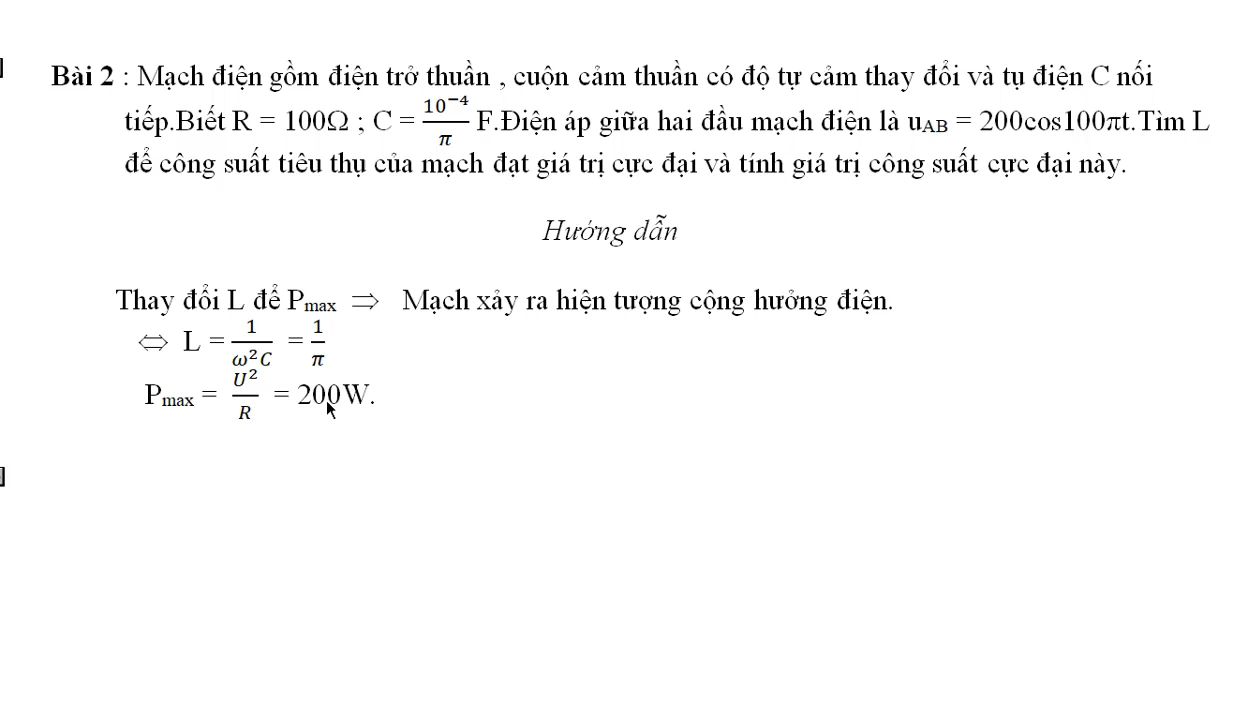 Bài 2 : Mạch điện gồm điện trở thuần , cuộn cảm thuần có độ tự cảm thay đổi và tụ điện C nối
tiếp.Biết R = 100Ω ; C = 10⁻⁴/π F.Điện áp giữa hai đầu mạch điện là uAB = 200cos100πt.Tìm L
để công suất tiêu thụ của mạch đạt giá trị cực đại và tính giá trị công suất cực đại này.
Hướng dẫn
Thay đổi L để Pmax ⇒ Mạch xảy ra hiện tượng cộng hưởng điện.
⇔ L = 1/ω²C = 1/π
Pmax = U²/R = 200W.